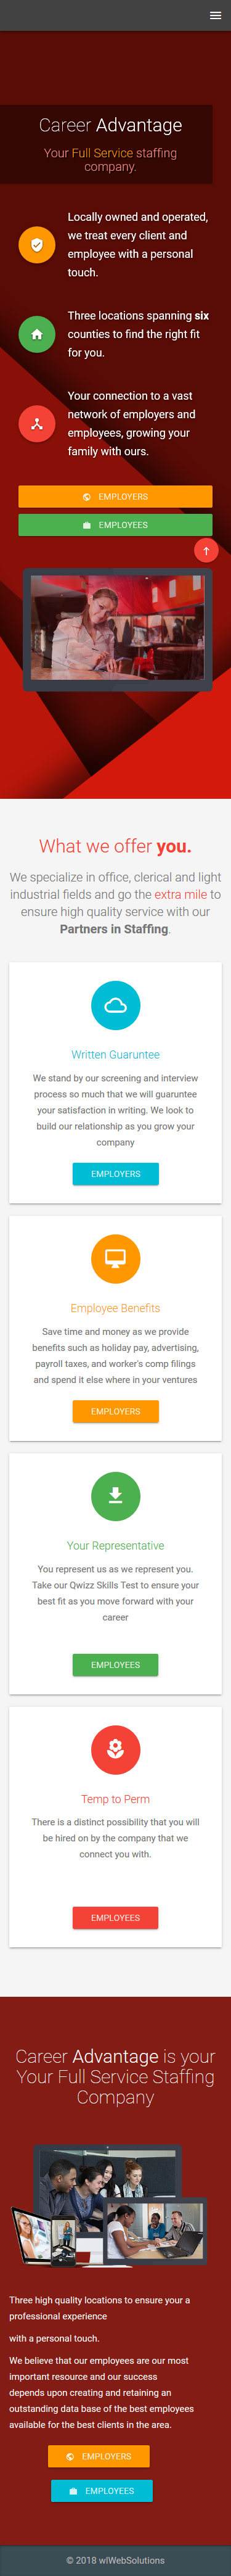 Career Advantage
Your Full Service staffing
company.
Locally owned and operated,
we treat every client and
employee with a personal
touch.
Three locations spanning six
counties to find the right fit
for you.
Your connection to a vast
network of employers and
employees, growing your
family with ours.
EMPLOYERS
EMPLOYEES
What we offer you.
We specialize in office, clerical and light
industrial fields and go the extra mile to
ensure high quality service with our
Partners in Staffing.
Written Guaruntee
We stand by our screening and interview
process so much that we will guaruntee
your satisfaction in writing. We look to
build our relationship as you grow your
company
EMPLOYERS
Employee Benefits
Save time and money as we provide
benefits such as holiday pay, advertising,
payroll taxes, and worker's comp filings
and spend it else where in your ventures
EMPLOYERS
Your Representative
You represent us as we represent you.
Take our Qwizz Skills Test to ensure your
best fit as you move forward with your
career
EMPLOYEES
Temp to Perm
There is a distinct possibility that you will
be hired on by the company that we
connect you with.
EMPLOYEES
Career Advantage is your
Your Full Service Staffing
Company
Three high quality locations to ensure your a
professional experience
with a personal touch.
We believe that our employees are our most
important resource and our success
depends upon creating and retaining an
outstanding data base of the best employees
available for the best clients in the area.
EMPLOYERS
EMPLOYEES
© 2018 wlWebSolutions